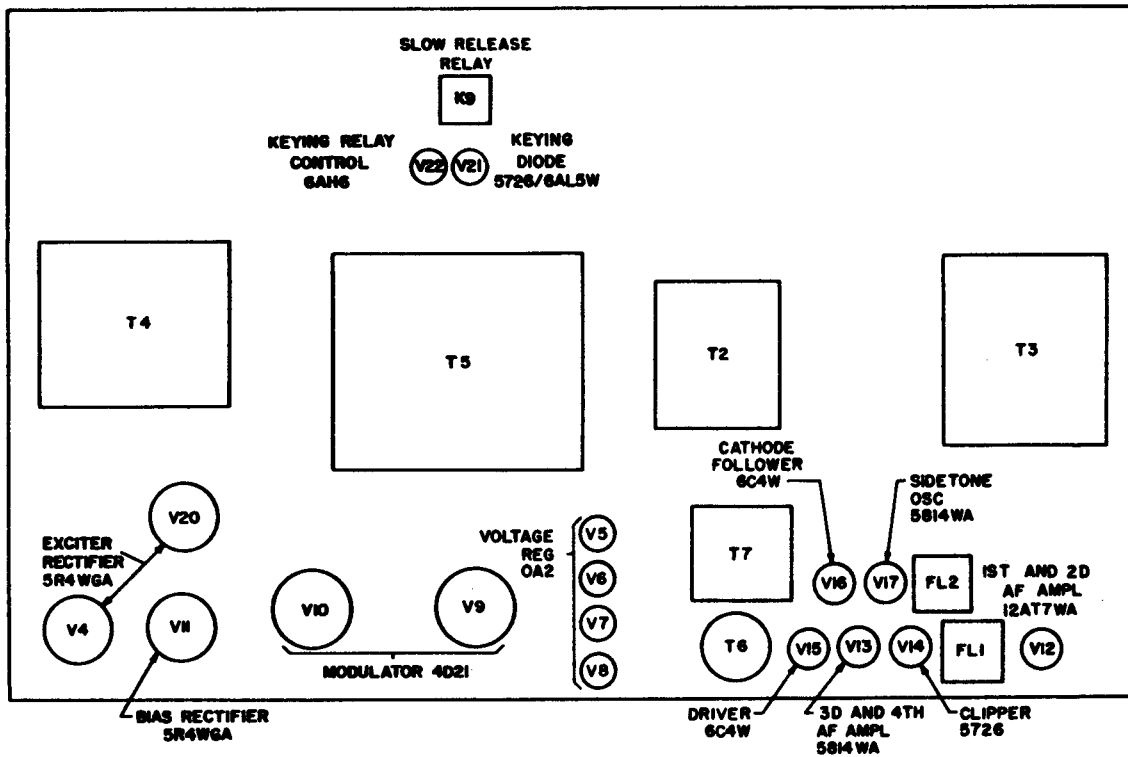 SLOW RELEASE
RELAY
K9
KEYING RELAY
CONTROL
6AH6
V22
V21
KEYING
DIODE
5726/6AL5W
T4
T5
T2
T3
CATHODE
FOLLOWER
6C4W
SIDETONE
OSC
5814WA
V20
EXCITER
RECTIFIER
5R4WGA
V4
V11
BIAS RECTIFIER
5R4WGA
V10
V9
MODULATOR 4D21
VOLTAGE
REG
OA2
V5
V6
V7
V8
T7
V16
V17
FL2
1ST AND 2D
AF AMPL
12AT7WA
T6
V15
V13
V14
FL1
V12
DRIVER
6C4W
3D AND 4TH
AF AMPL
5814WA
CLIPPER
5726